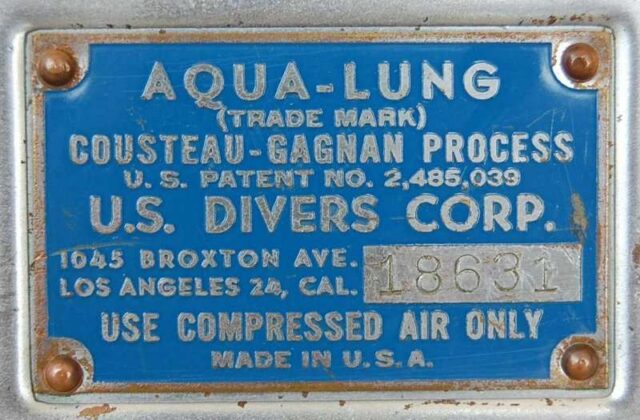 AQUA-LUNG
(TRADE MARK)
COUSTEAU-GAGNAN PROCESS
U.S. PATENT NO. 2,485,039
U.S. DIVERS CORP.
1045 BROXTON AVE.
LOS ANGELES 24, CAL.
18631
USE COMPRESSED AIR ONLY
MADE IN U.S.A.